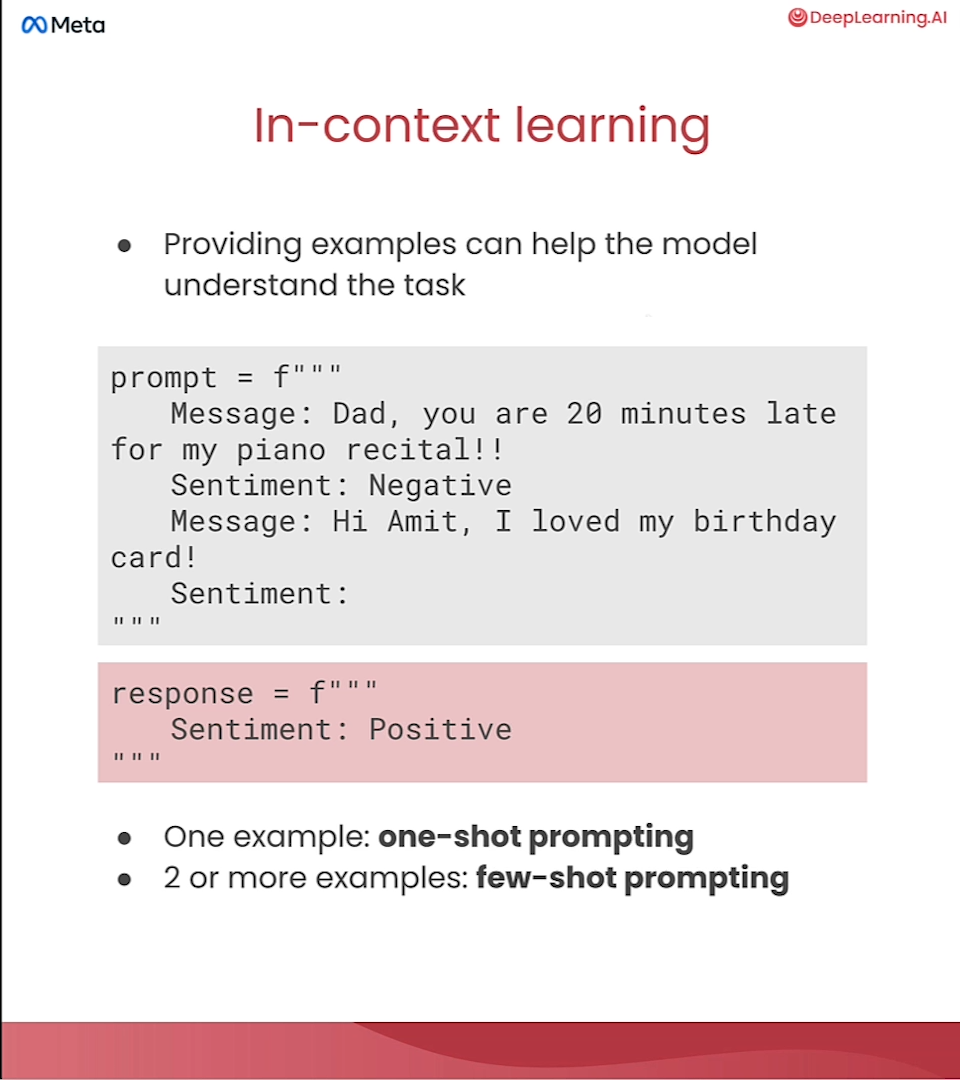 Meta
DeepLearning.AI
In-context learning
● Providing examples can help the model
understand the task
prompt = f"""
Message: Dad, you are 20 minutes late
for my piano recital!!
Sentiment: Negative
Message: Hi Amit, I loved my birthday
card!
Sentiment:
"""
response = f"""
Sentiment: Positive
"""
● One example: one-shot prompting
● 2 or more examples: few-shot prompting